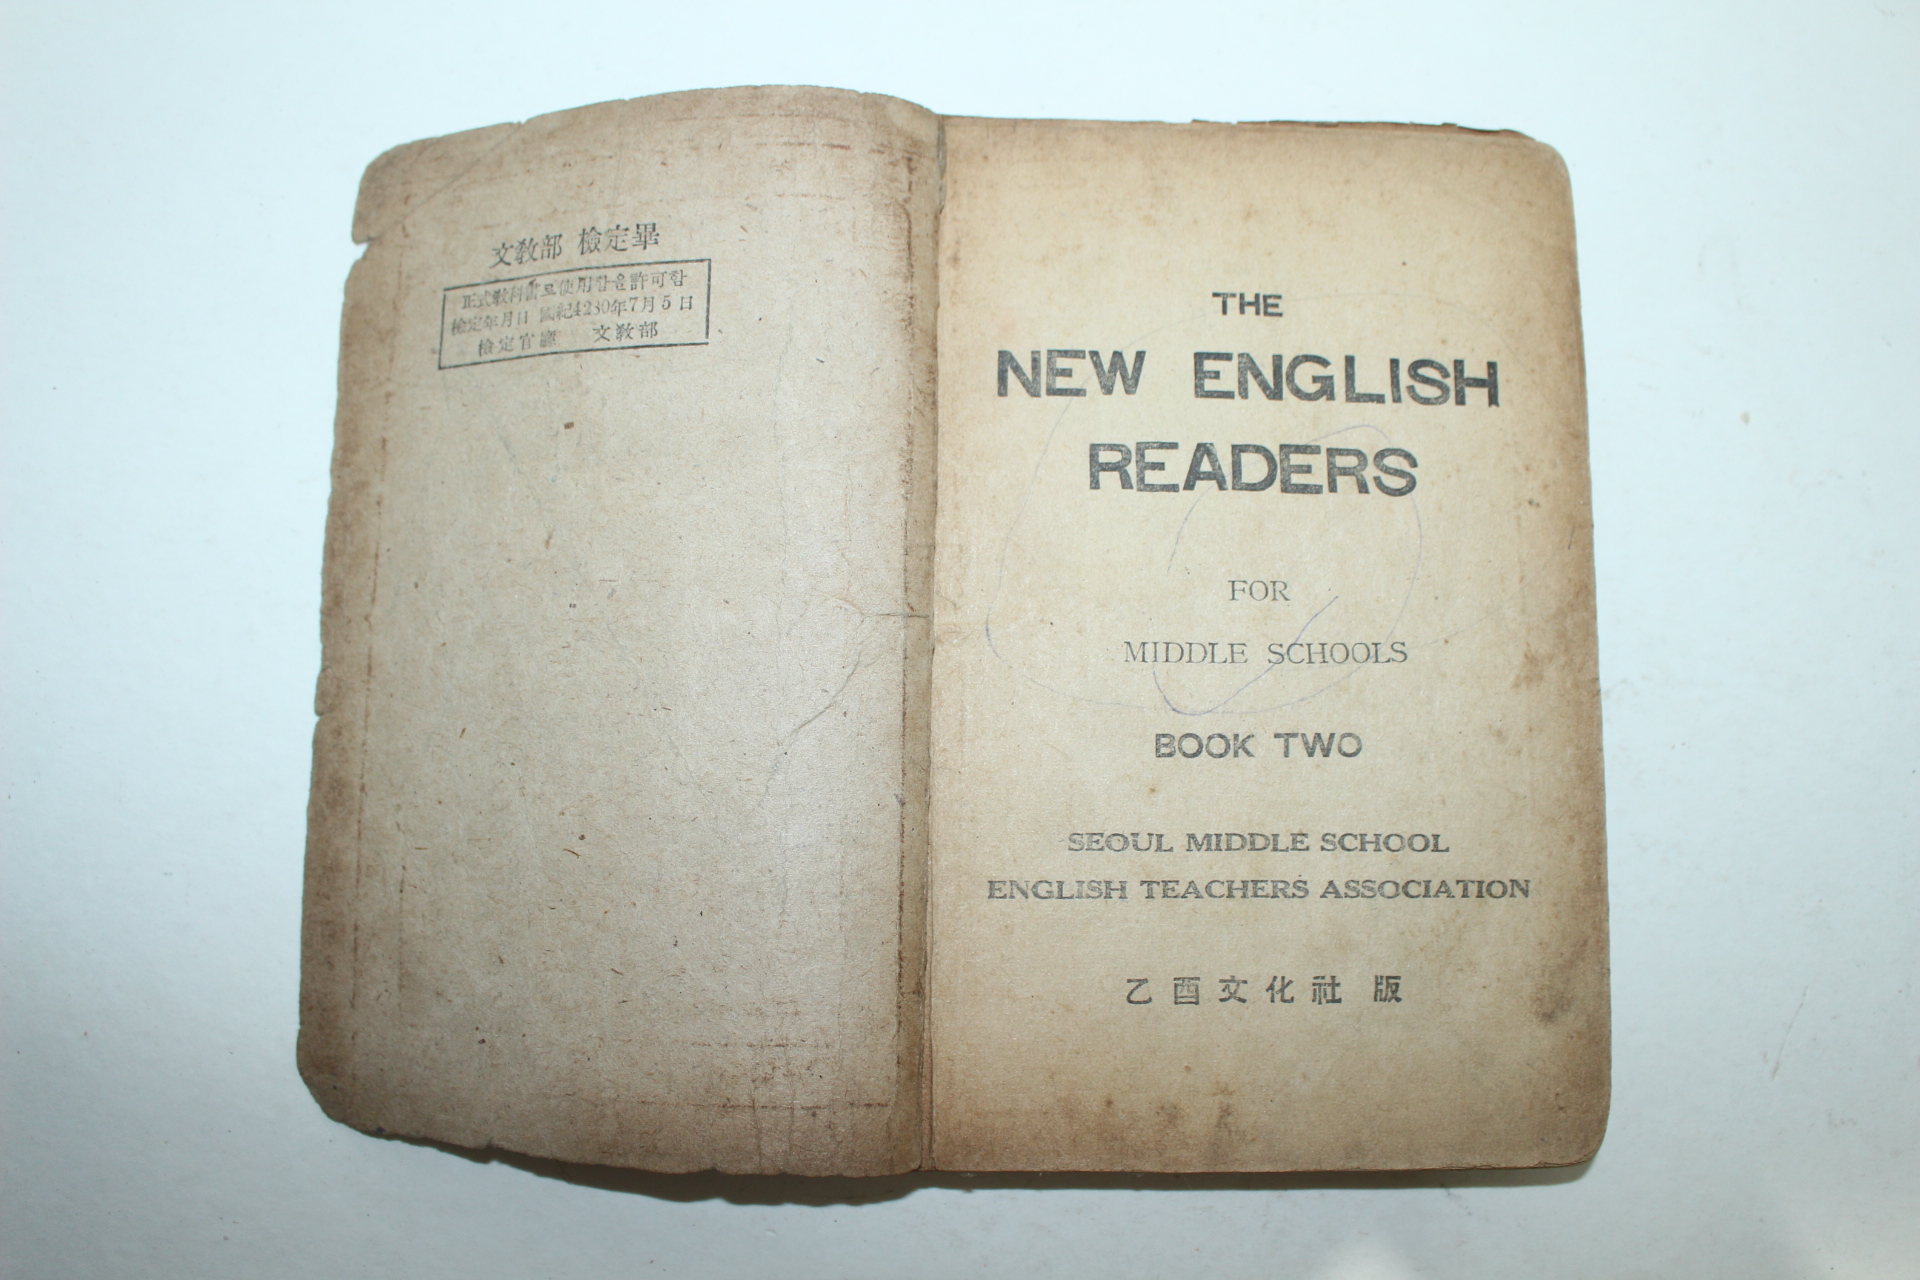 文敎部 檢定畢
正式敎科書로使用함을許可함
檢定年月日 國紀4280年7月5日
檢定官廳 文敎部
THE
NEW ENGLISH
READERS
FOR
MIDDLE SCHOOLS
BOOK TWO
SEOUL MIDDLE SCHOOL
ENGLISH TEACHERS ASSOCIATION
乙酉文化社 版